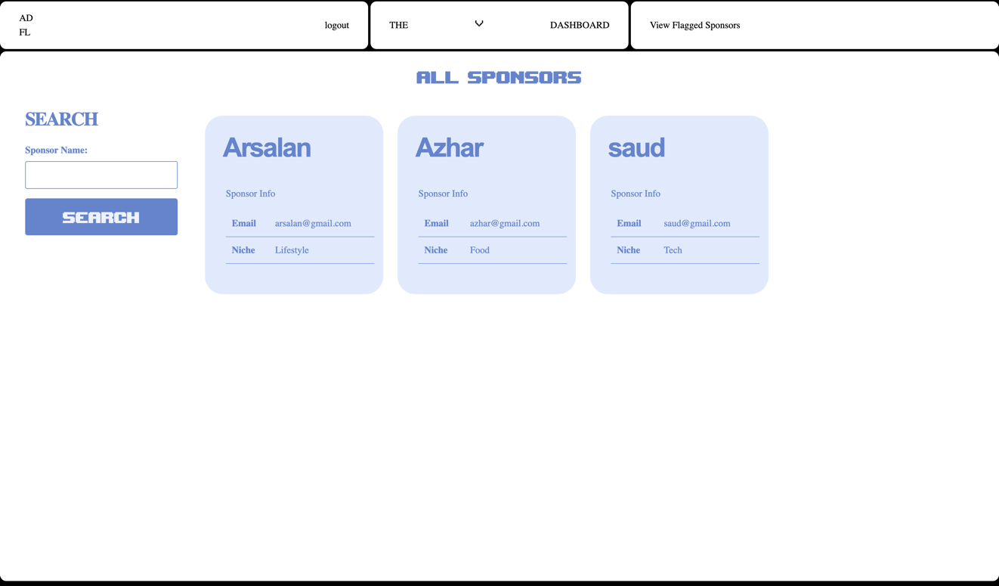 AD
FL
logout
THE
DASHBOARD
View Flagged Sponsors
ALL SPONSORS
SEARCH
Sponsor Name:
SEARCH
Arsalan
Sponsor Info
Email arsalan@gmail.com
Niche Lifestyle
Azhar
Sponsor Info
Email azhar@gmail.com
Niche Food
saud
Sponsor Info
Email saud@gmail.com
Niche Tech